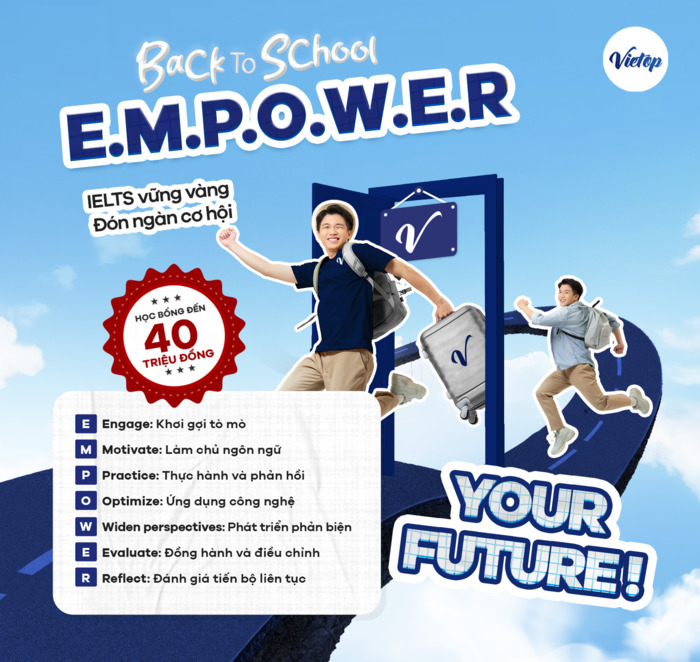 BaCK To SChool
Vietop
E.M.P.O.W.E.R
IELTS vững vàng
Đón ngàn cơ hội
V
HỌC BỔNG ĐẾN
40
TRIỆU ĐỒNG
V
E Engage: Khơi gợi tò mò
M Motivate: Làm chủ ngôn ngữ
P Practice: Thực hành và phản hồi
O Optimize: Ứng dụng công nghệ
W Widen perspectives: Phát triển phản biện
E Evaluate: Đồng hành và điều chỉnh
R Reflect: Đánh giá tiến bộ liên tục
YOUR
FUTURE!